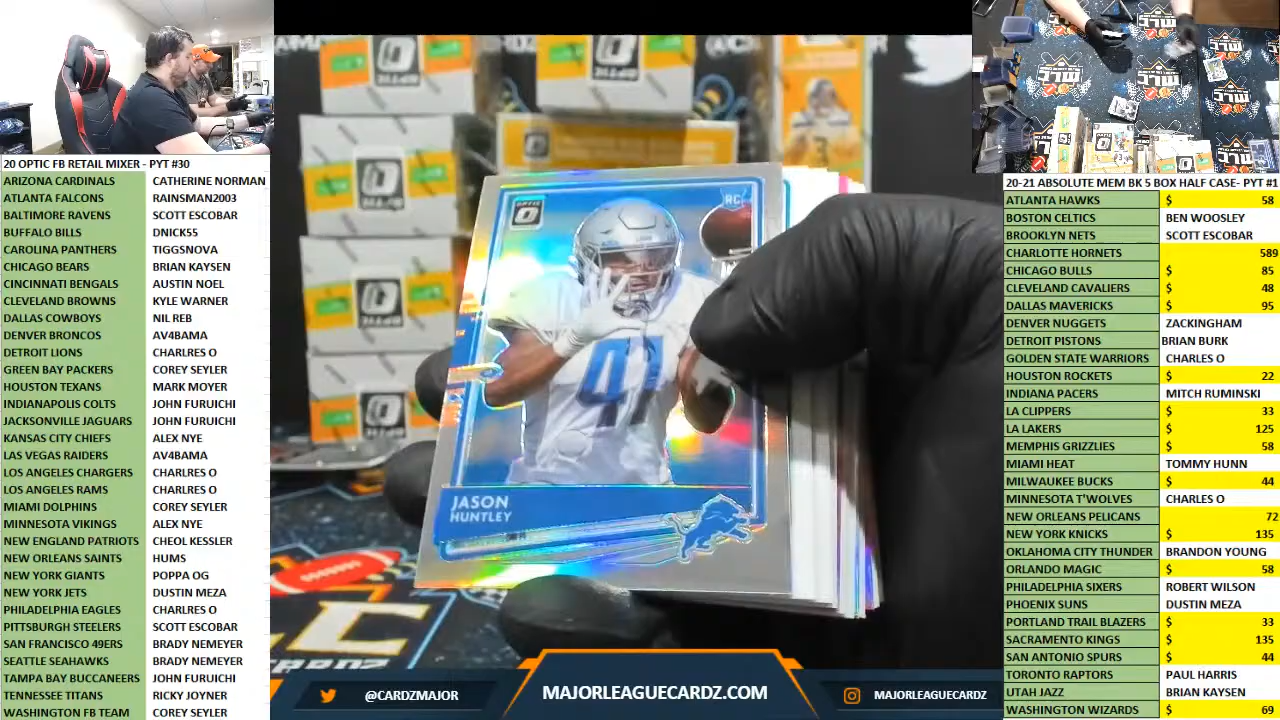 20 OPTIC FB RETAIL MIXER - PYT #30
ARIZONA CARDINALS CATHERINE NORMAN
ATLANTA FALCONS RAINSMAN2003
BALTIMORE RAVENS SCOTT ESCOBAR
BUFFALO BILLS DNICK55
CAROLINA PANTHERS TIGGSNOVA
CHICAGO BEARS BRIAN KAYSEN
CINCINNATI BENGALS AUSTIN NOEL
CLEVELAND BROWNS KYLE WARNER
DALLAS COWBOYS NIL REB
DENVER BRONCOS AV4BAMA
DETROIT LIONS CHARLRES O
GREEN BAY PACKERS COREY SEYLER
HOUSTON TEXANS MARK MOYER
INDIANAPOLIS COLTS JOHN FURUICHI
JACKSONVILLE JAGUARS JOHN FURUICHI
KANSAS CITY CHIEFS ALEX NYE
LAS VEGAS RAIDERS AV4BAMA
LOS ANGELES CHARGERS CHARLRES O
LOS ANGELES RAMS CHARLRES O
MIAMI DOLPHINS COREY SEYLER
MINNESOTA VIKINGS ALEX NYE
NEW ENGLAND PATRIOTS CHEOL KESSLER
NEW ORLEANS SAINTS HUMS
NEW YORK GIANTS POPPA OG
NEW YORK JETS DUSTIN MEZA
PHILADELPHIA EAGLES CHARLRES O
PITTSBURGH STEELERS SCOTT ESCOBAR
SAN FRANCISCO 49ERS BRADY NEMEYER
SEATTLE SEAHAWKS BRADY NEMEYER
TAMPA BAY BUCCANEERS JOHN FURUICHI
TENNESSEE TITANS RICKY JOYNER
WASHINGTON FB TEAM COREY SEYLER
OPTIC
RC
41
JASON
HUNTLEY
@CARDZMAJOR
MAJORLEAGUECARDZ.COM
MAJORLEAGUECARDZ
20-21 ABSOLUTE MEM BK 5 BOX HALF CASE- PYT #1
ATLANTA HAWKS $ 58
BOSTON CELTICS BEN WOOSLEY
BROOKLYN NETS SCOTT ESCOBAR
CHARLOTTE HORNETS 589
CHICAGO BULLS $ 85
CLEVELAND CAVALIERS $ 48
DALLAS MAVERICKS $ 95
DENVER NUGGETS ZACKINGHAM
DETROIT PISTONS BRIAN BURK
GOLDEN STATE WARRIORS CHARLES O
HOUSTON ROCKETS $ 22
INDIANA PACERS MITCH RUMINSKI
LA CLIPPERS $ 33
LA LAKERS $ 125
MEMPHIS GRIZZLIES $ 58
MIAMI HEAT TOMMY HUNN
MILWAUKEE BUCKS $ 44
MINNESOTA T'WOLVES CHARLES O
NEW ORLEANS PELICANS 72
NEW YORK KNICKS $ 135
OKLAHOMA CITY THUNDER BRANDON YOUNG
ORLANDO MAGIC $ 58
PHILADELPHIA SIXERS ROBERT WILSON
PHOENIX SUNS DUSTIN MEZA
PORTLAND TRAIL BLAZERS $ 33
SACRAMENTO KINGS $ 135
SAN ANTONIO SPURS $ 44
TORONTO RAPTORS PAUL HARRIS
UTAH JAZZ BRIAN KAYSEN
WASHINGTON WIZARDS $ 69